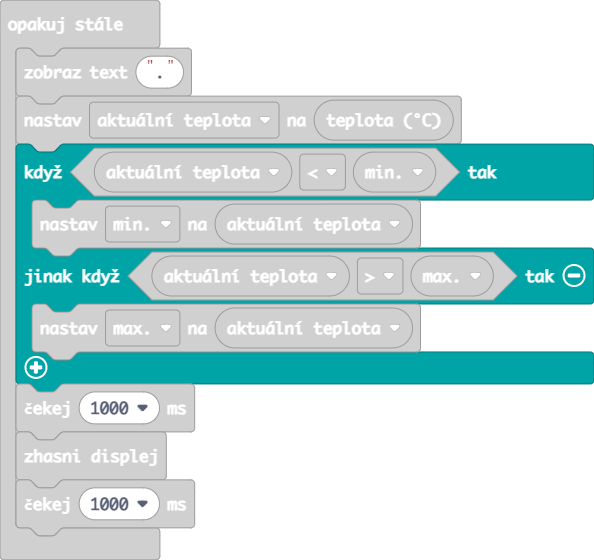 opakuj stále
zobraz text "."
nastav aktuální teplota na teplota (°C)
když aktuální teplota < min. tak
nastav min. na aktuální teplota
jinak když aktuální teplota > max. tak
nastav max. na aktuální teplota
čekej 1000 ms
zhasni displej
čekej 1000 ms